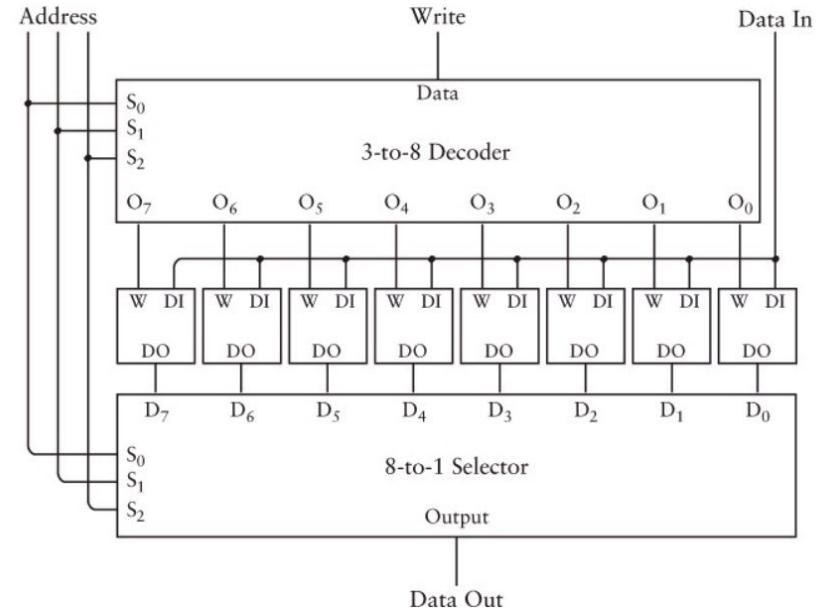 Address Write Data In
Data
S₀
S₁
3-to-8 Decoder
S₂
O₇ O₆ O₅ O₄ O₃ O₂ O₁ O₀
W DI W DI W DI W DI W DI W DI W DI W DI
DO DO DO DO DO DO DO DO
D₇ D₆ D₅ D₄ D₃ D₂ D₁ D₀
S₀
8-to-1 Selector
S₁
S₂
Output
Data Out